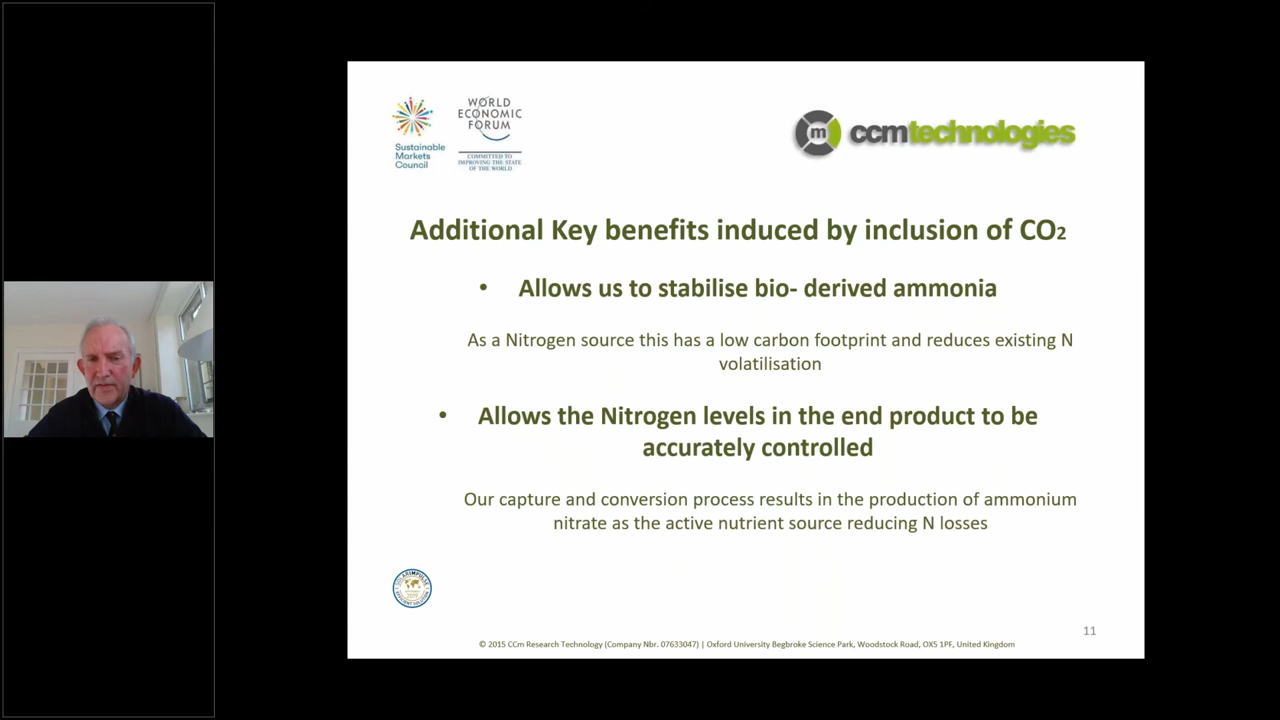 Sustainable
Markets
Council
WORLD
ECONOMIC
FORUM
COMMITTED TO
IMPROVING THE STATE
OF THE WORLD
m ccmtechnologies
Additional Key benefits induced by inclusion of CO2
• Allows us to stabilise bio- derived ammonia
As a Nitrogen source this has a low carbon footprint and reduces existing N
volatilisation
• Allows the Nitrogen levels in the end product to be
accurately controlled
Our capture and conversion process results in the production of ammonium
nitrate as the active nutrient source reducing N losses
SOLARIMPULSE
EFFICIENT SOLUTION
11
© 2015 CCm Research Technology (Company Nbr. 07633047) | Oxford University Begbroke Science Park, Woodstock Road, OX5 1PF, United Kingdom